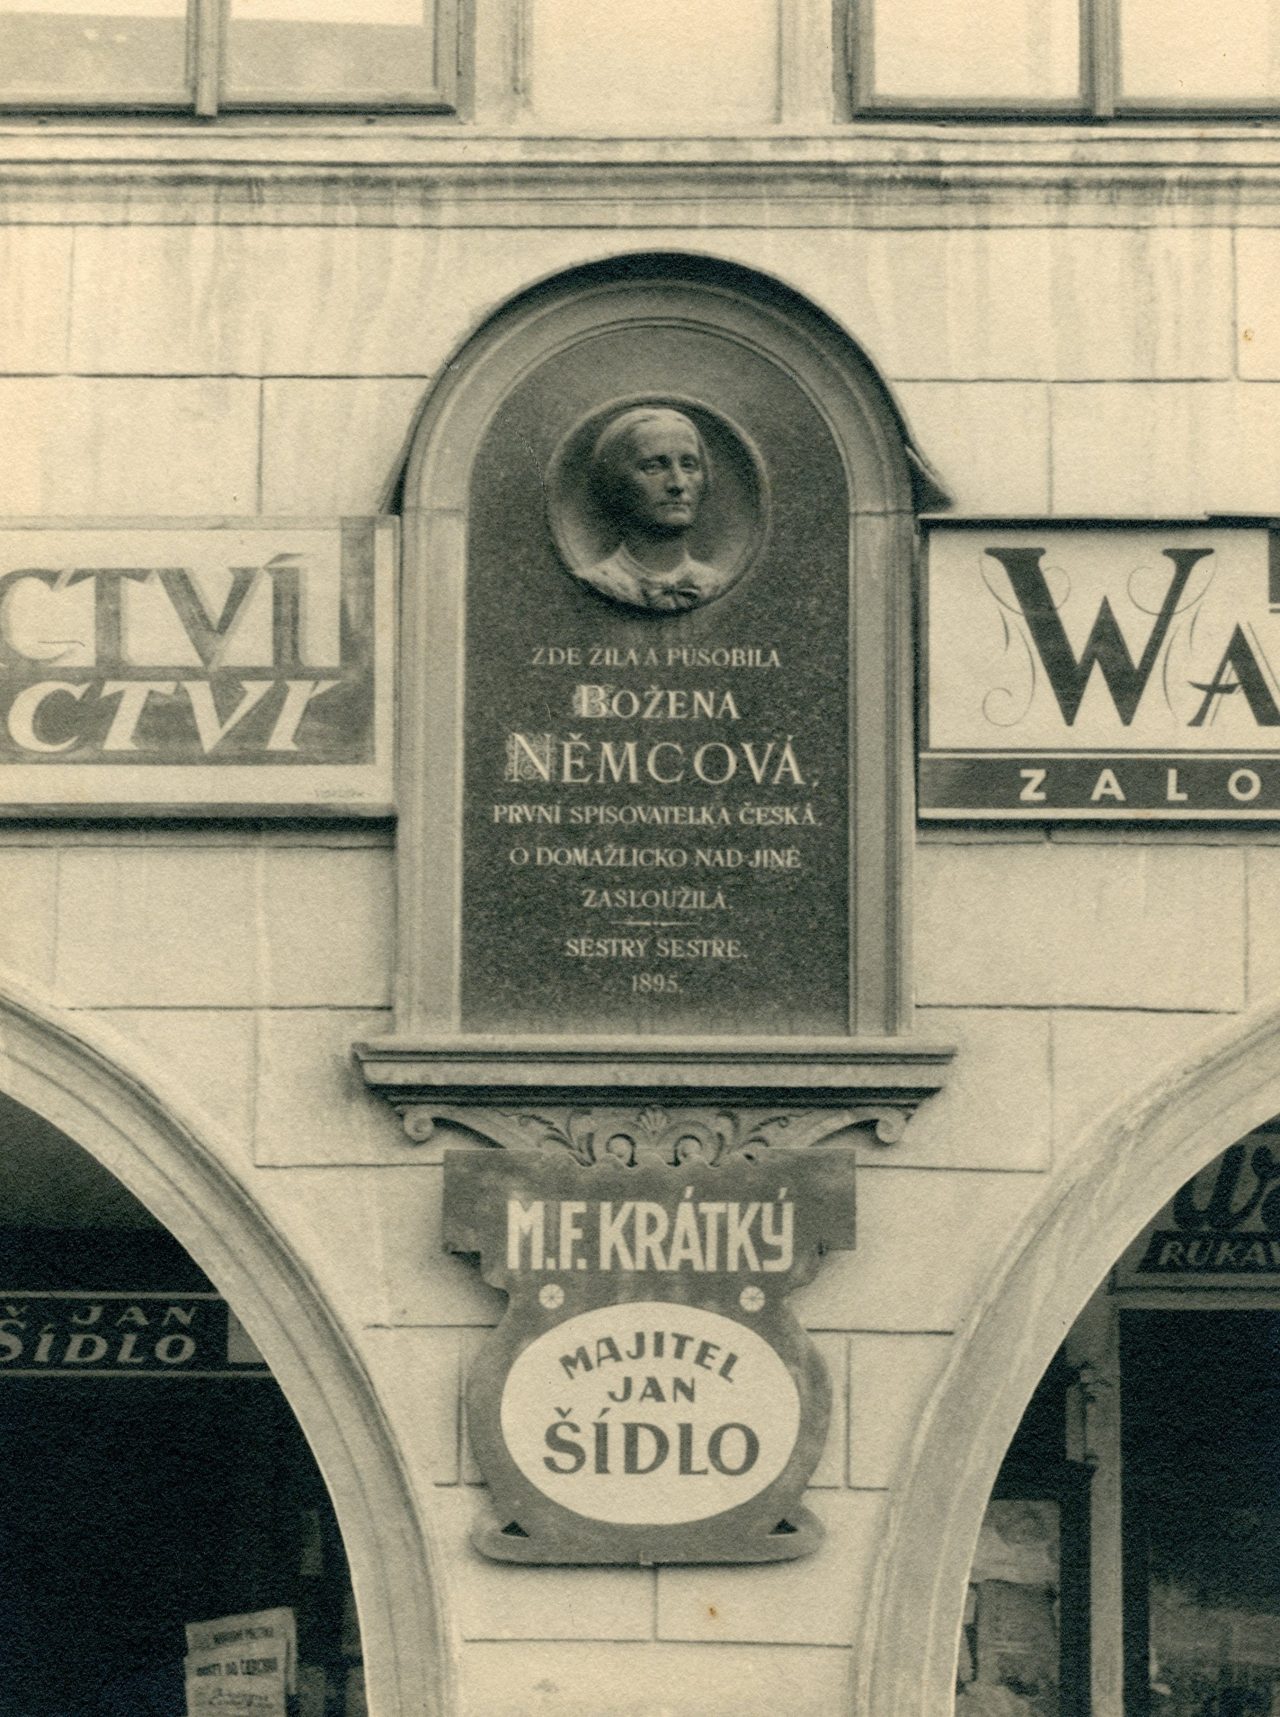 CTVÍ
CTVÍ
ZDE ŽILA A PŮSOBILA
BOŽENA
NĚMCOVÁ,
PRVNÍ SPISOVATELKA ČESKÁ,
O DOMAŽLICKO NAD JINÉ
ZASLOUŽILÁ.
SESTRY SESTŘE.
1895.
WA
ZALO
M.F. KRÁTKÝ
MAJITEL
JAN
ŠÍDLO
JAN
ŠÍDLO
RUKAV